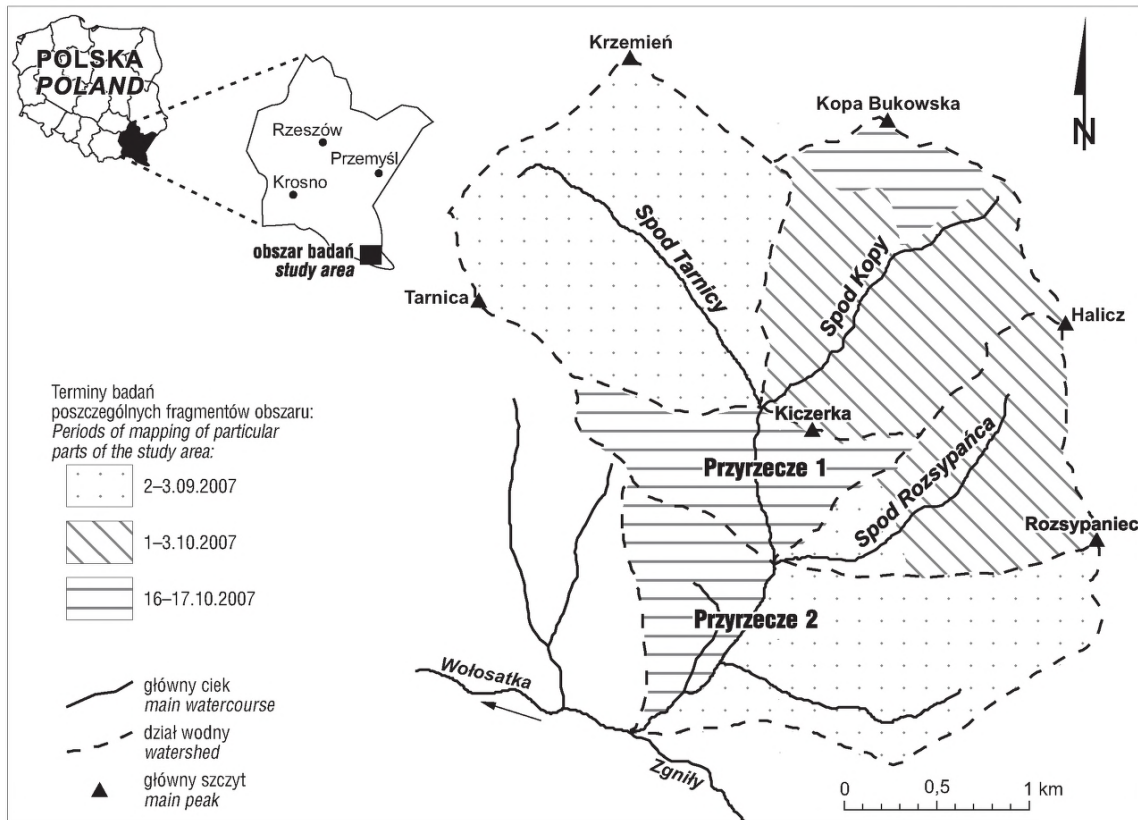 POLSKA
POLAND
Rzeszów
Przemyśl
Krosno
obszar badań
study area
Krzemień
Kopa Bukowska
N
Spod Tarnicy
Spod Kopy
Tarnica
Halicz
Kiczerka
Przyrzecze 1
Spod Rozsypańca
Rozsypaniec
Przyrzecze 2
Wołosatka
Zgniły
Terminy badań
poszczególnych fragmentów obszaru:
Periods of mapping of particular
parts of the study area:
2–3.09.2007
1–3.10.2007
16–17.10.2007
główny ciek
main watercourse
dział wodny
watershed
główny szczyt
main peak
0 0,5 1 km